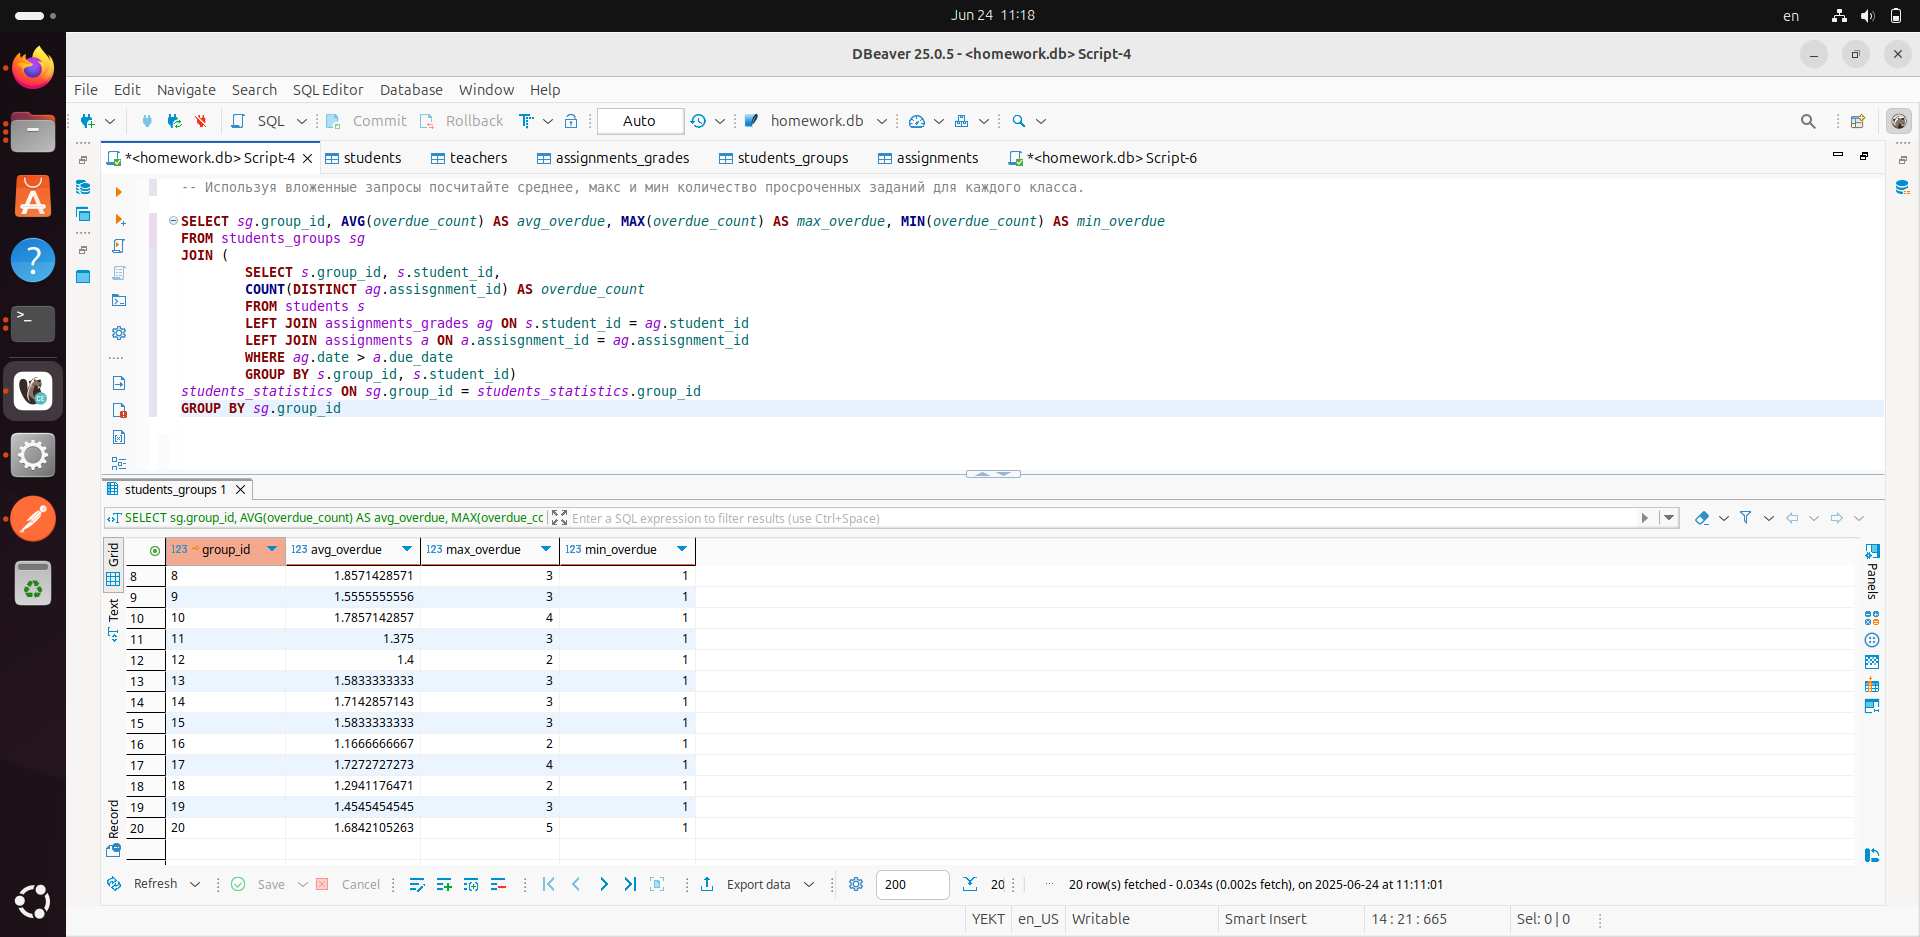 Jun 24 11:18
en
DBeaver 25.0.5 - <homework.db> Script-4
File Edit Navigate Search SQL Editor Database Window Help
SQL Commit Rollback Auto homework.db
*<homework.db> Script-4 students teachers assignments_grades students_groups assignments *<homework.db> Script-6
-- Используя вложенные запросы посчитайте среднее, макс и мин количество просроченных заданий для каждого класса.
SELECT sg.group_id, AVG(overdue_count) AS avg_overdue, MAX(overdue_count) AS max_overdue, MIN(overdue_count) AS min_overdue
FROM students_groups sg
JOIN (
SELECT s.group_id, s.student_id,
COUNT(DISTINCT ag.assisgnment_id) AS overdue_count
FROM students s
LEFT JOIN assignments_grades ag ON s.student_id = ag.student_id
LEFT JOIN assignments a ON a.assisgnment_id = ag.assisgnment_id
WHERE ag.date > a.due_date
GROUP BY s.group_id, s.student_id)
students_statistics ON sg.group_id = students_statistics.group_id
GROUP BY sg.group_id
students_groups 1
SELECT sg.group_id, AVG(overdue_count) AS avg_overdue, MAX(overdue_cc Enter a SQL expression to filter results (use Ctrl+Space)
Grid
Text
Record
Panels
123 group_id 123 avg_overdue 123 max_overdue 123 min_overdue
8 8 1.8571428571 3 1
9 9 1.5555555556 3 1
10 10 1.7857142857 4 1
11 11 1.375 3 1
12 12 1.4 2 1
13 13 1.5833333333 3 1
14 14 1.7142857143 3 1
15 15 1.5833333333 3 1
16 16 1.1666666667 2 1
17 17 1.7272727273 4 1
18 18 1.2941176471 2 1
19 19 1.4545454545 3 1
20 20 1.6842105263 5 1
Refresh Save Cancel Export data 200 20 20 row(s) fetched - 0.034s (0.002s fetch), on 2025-06-24 at 11:11:01
YEKT en_US Writable Smart Insert 14 : 21 : 665 Sel: 0 | 0